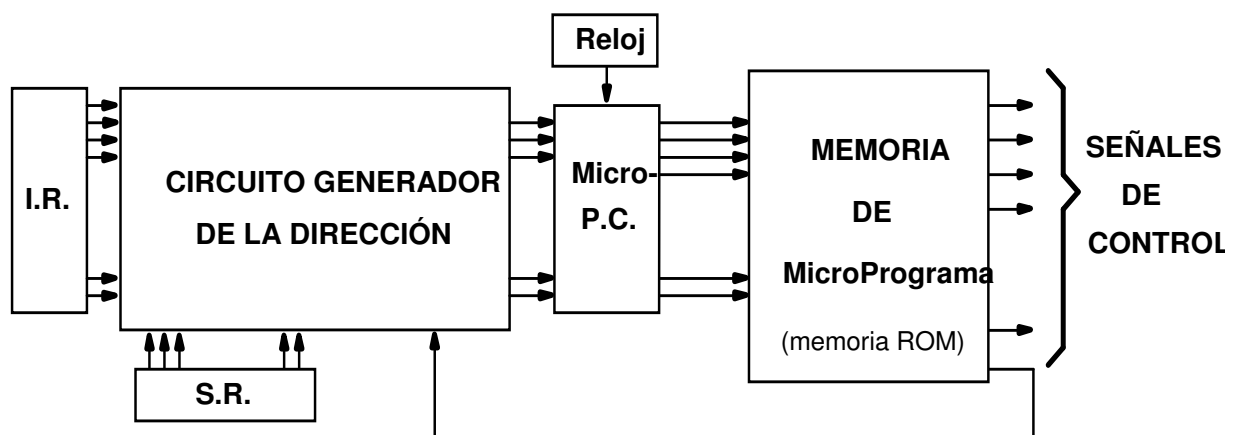 Reloj
I.R.
CIRCUITO GENERADOR
DE LA DIRECCIÓN
Micro-
P.C.
MEMORIA
DE
MicroPrograma
(memoria ROM)
SEÑALES
DE
CONTROL
S.R.